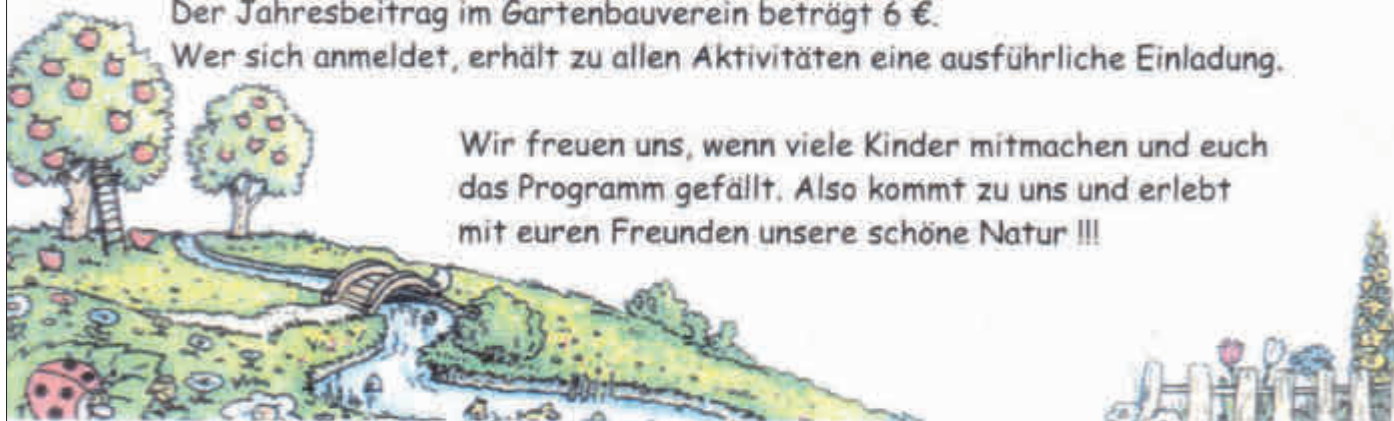 Der Jahresbeitrag im Gartenbauverein beträgt 6 €.
Wer sich anmeldet, erhält zu allen Aktivitäten eine ausführliche Einladung.
Wir freuen uns, wenn viele Kinder mitmachen und euch
das Programm gefällt. Also kommt zu uns und erlebt
mit euren Freunden unsere schöne Natur !!!